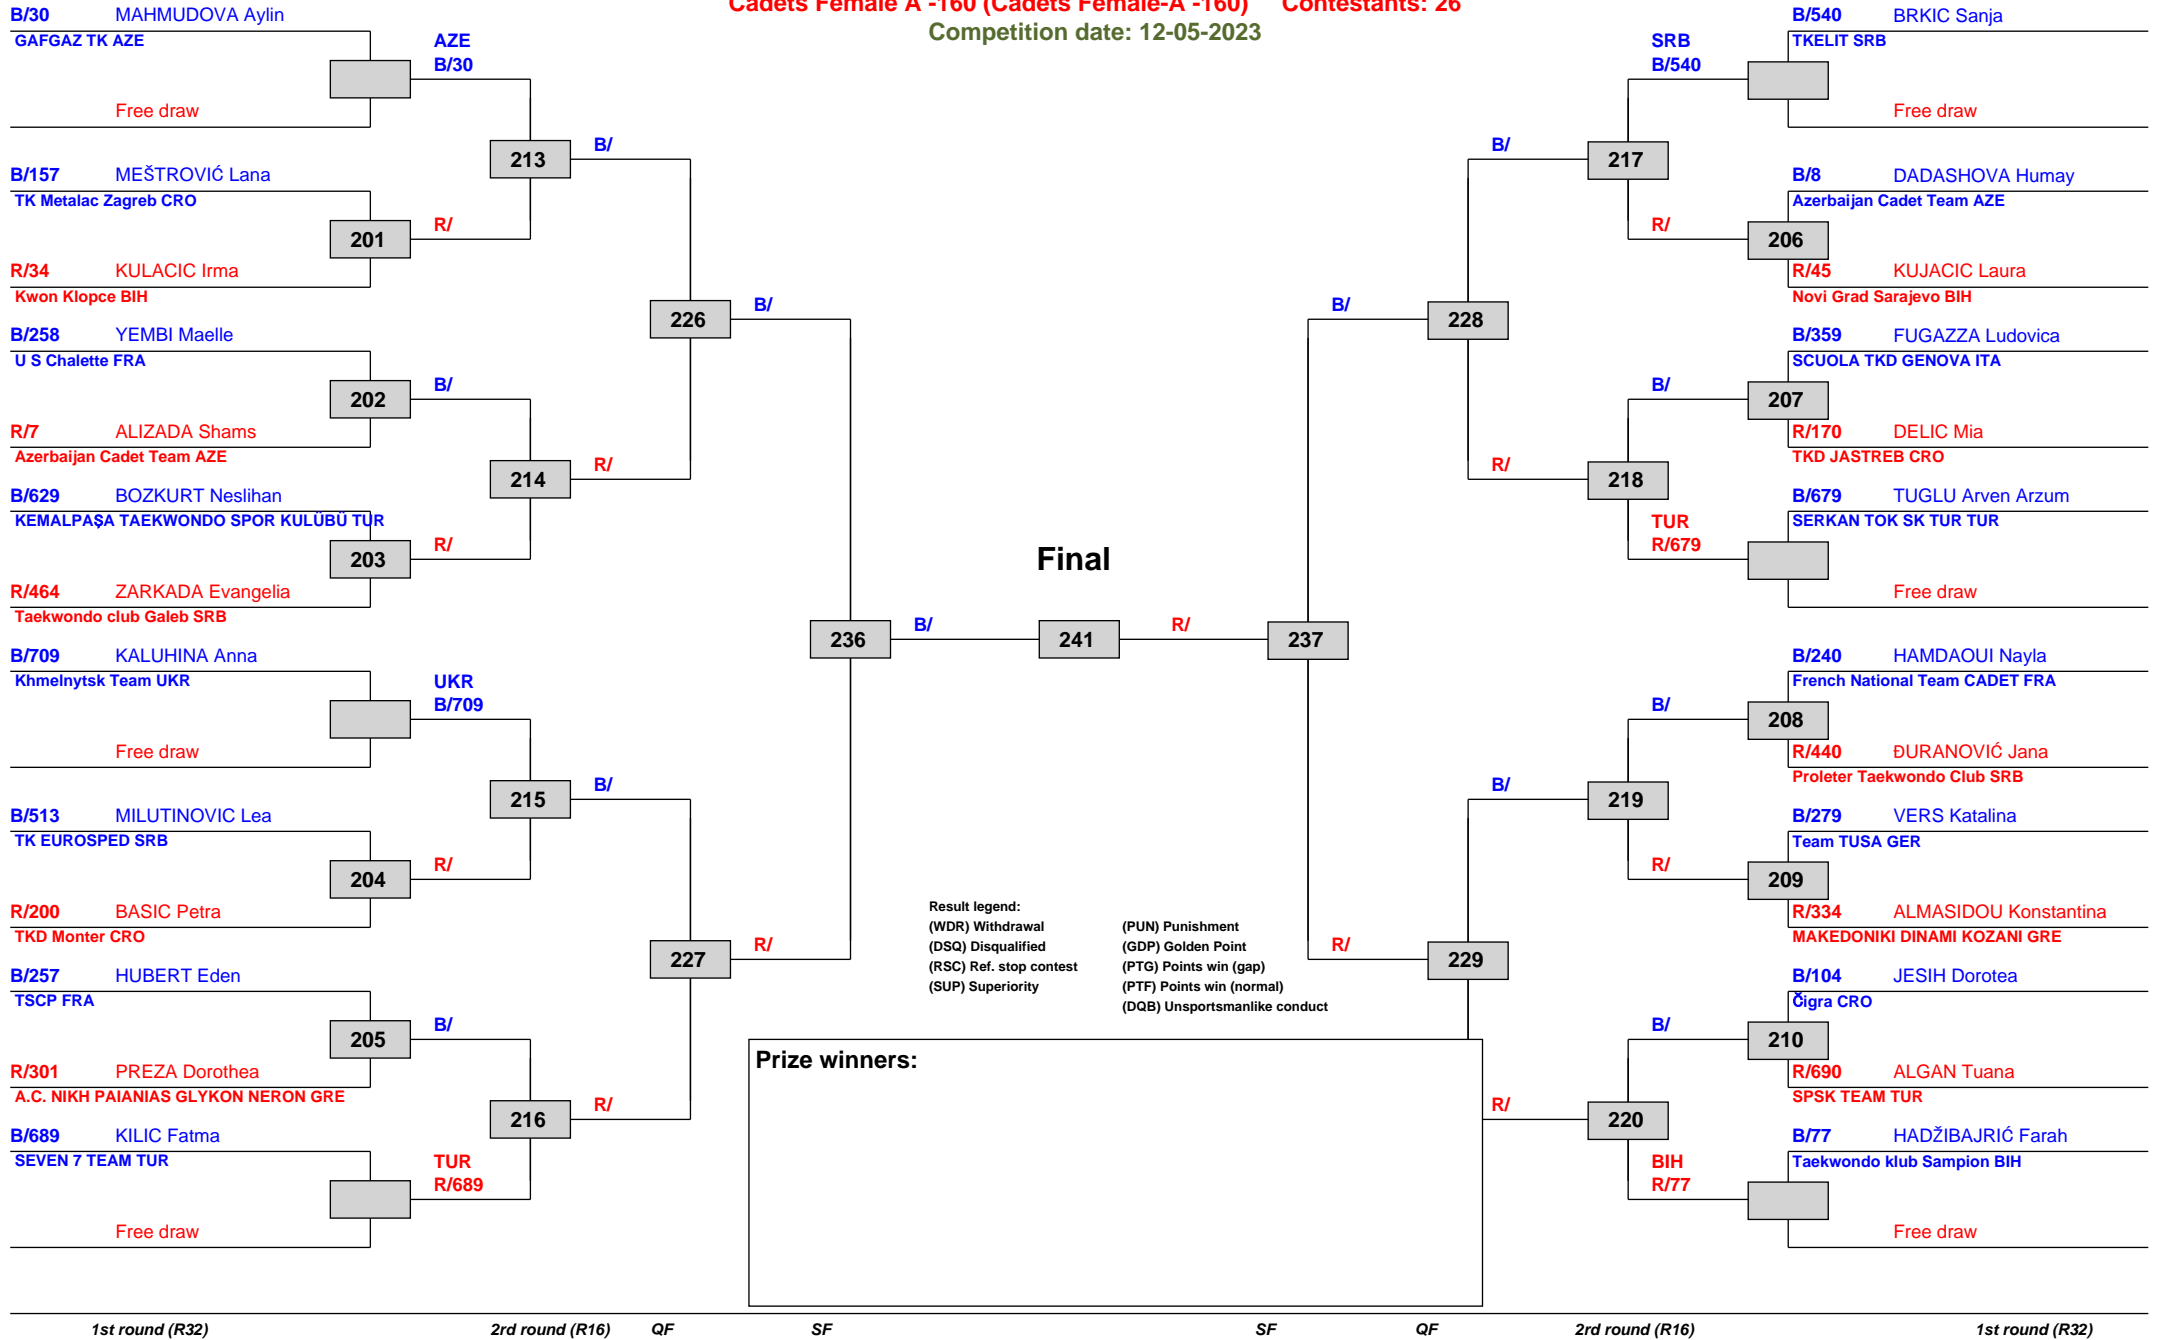 Cadets Female A -160 (Cadets Female-A -160) Contestants: 26
Competition date: 12-05-2023
B/30 MAHMUDOVA Aylin
GAFGAZ TK AZE
Free draw
AZE
B/30
B/157 MEŠTROVIĆ Lana
TK Metalac Zagreb CRO
201
R/34 KULACIC Irma
Kwon Klopce BIH
R/
213
B/
B/258 YEMBI Maelle
U S Chalette FRA
202
R/7 ALIZADA Shams
Azerbaijan Cadet Team AZE
B/
B/629 BOZKURT Neslihan
KEMALPAŞA TAEKWONDO SPOR KULÜBÜ TUR
203
R/464 ZARKADA Evangelia
Taekwondo club Galeb SRB
R/
214
R/
226
B/
B/709 KALUHINA Anna
Khmelnytsk Team UKR
Free draw
UKR
B/709
B/513 MILUTINOVIC Lea
TK EUROSPED SRB
204
R/200 BASIC Petra
TKD Monter CRO
R/
215
B/
B/257 HUBERT Eden
TSCP FRA
205
R/301 PREZA Dorothea
A.C. NIKH PAIANIAS GLYKON NERON GRE
B/
B/689 KILIC Fatma
SEVEN 7 TEAM TUR
Free draw
TUR
R/689
216
R/
227
R/
236
B/
Final
241
R/
237
B/540 BRKIC Sanja
TKELIT SRB
Free draw
SRB
B/540
B/8 DADASHOVA Humay
Azerbaijan Cadet Team AZE
206
R/45 KUJACIC Laura
Novi Grad Sarajevo BIH
R/
217
B/
B/359 FUGAZZA Ludovica
SCUOLA TKD GENOVA ITA
207
R/170 DELIC Mia
TKD JASTREB CRO
B/
B/679 TUGLU Arven Arzum
SERKAN TOK SK TUR TUR
Free draw
TUR
R/679
218
R/
228
B/
B/240 HAMDAOUI Nayla
French National Team CADET FRA
208
R/440 ĐURANOVIĆ Jana
Proleter Taekwondo Club SRB
B/
B/279 VERS Katalina
Team TUSA GER
209
R/334 ALMASIDOU Konstantina
MAKEDONIKI DINAMI KOZANI GRE
R/
219
B/
B/104 JESIH Dorotea
Čigra CRO
210
R/690 ALGAN Tuana
SPSK TEAM TUR
B/
B/77 HADŽIBAJRIĆ Farah
Taekwondo klub Sampion BIH
Free draw
BIH
R/77
220
R/
229
R/
Result legend:
(WDR) Withdrawal (PUN) Punishment
(DSQ) Disqualified (GDP) Golden Point
(RSC) Ref. stop contest (PTG) Points win (gap)
(SUP) Superiority (PTF) Points win (normal)
(DQB) Unsportsmanlike conduct
Prize winners:
1st round (R32) 2rd round (R16) QF SF SF QF 2rd round (R16) 1st round (R32)